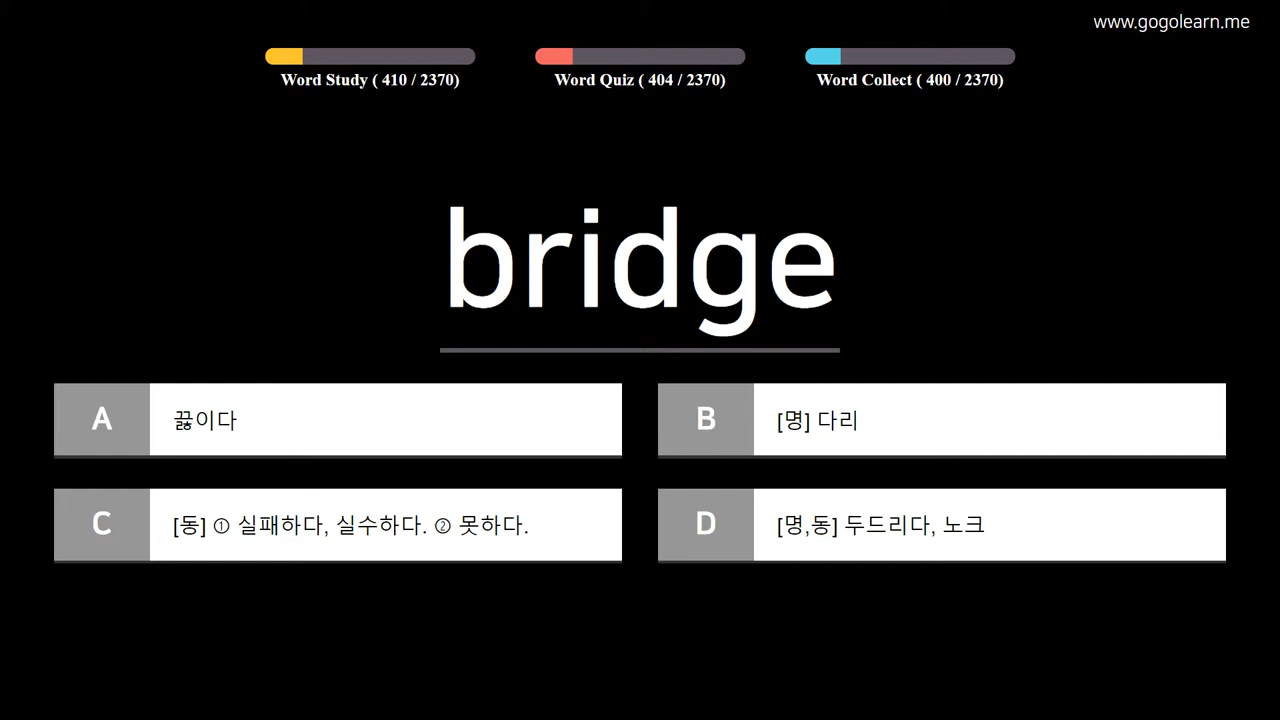 www.gogolearn.me
Word Study ( 410 / 2370)
Word Quiz ( 404 / 2370)
Word Collect ( 400 / 2370)
bridge
A 끓이다
B [명] 다리
C [동] ① 실패하다, 실수하다. ② 못하다.
D [명,동] 두드리다, 노크